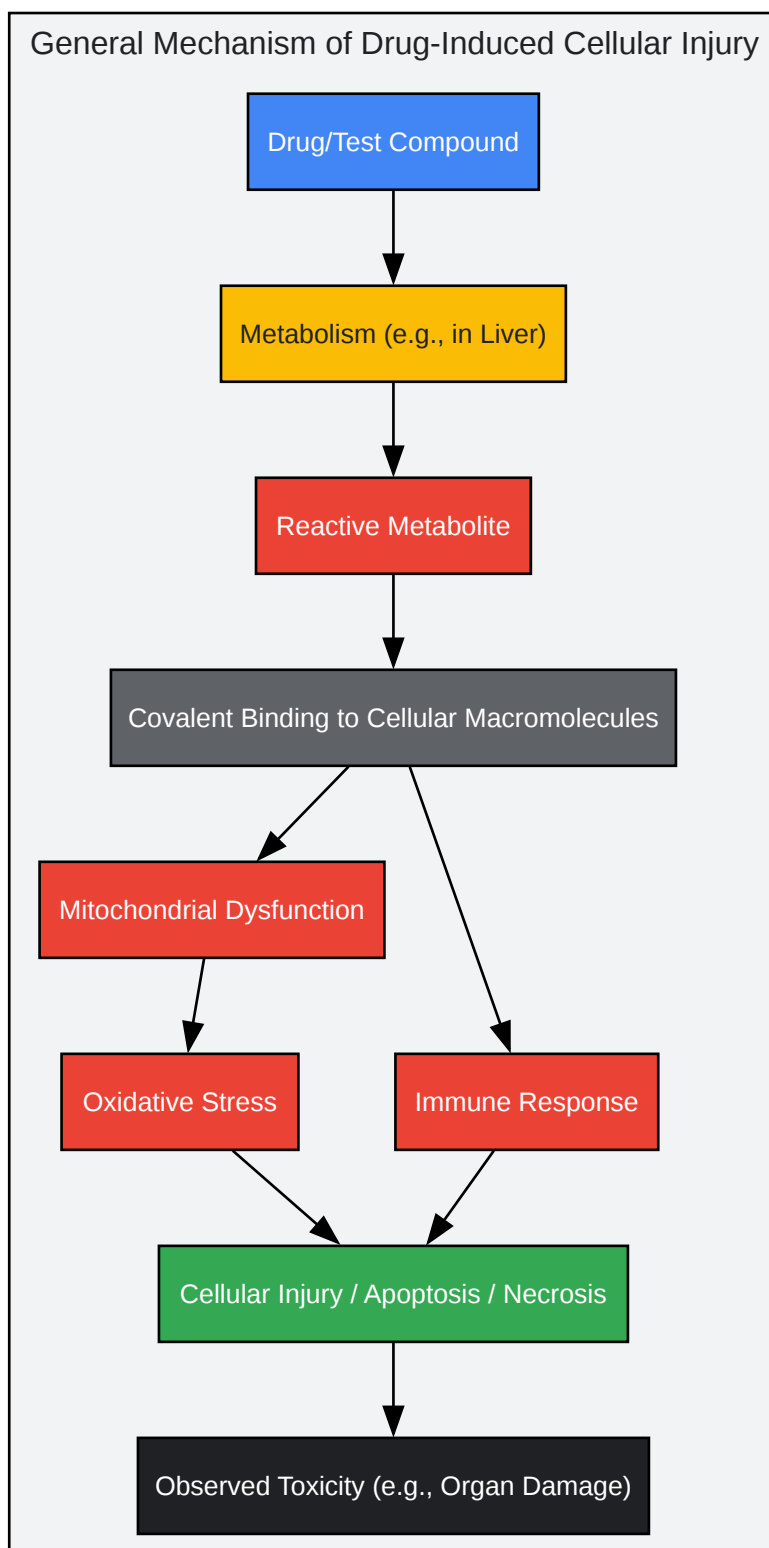 General Mechanism of Drug-Induced Cellular Injury
Drug/Test Compound
Metabolism (e.g., in Liver)
Reactive Metabolite
Covalent Binding to Cellular Macromolecules
Mitochondrial Dysfunction
Oxidative Stress
Immune Response
Cellular Injury / Apoptosis / Necrosis
Observed Toxicity (e.g., Organ Damage)